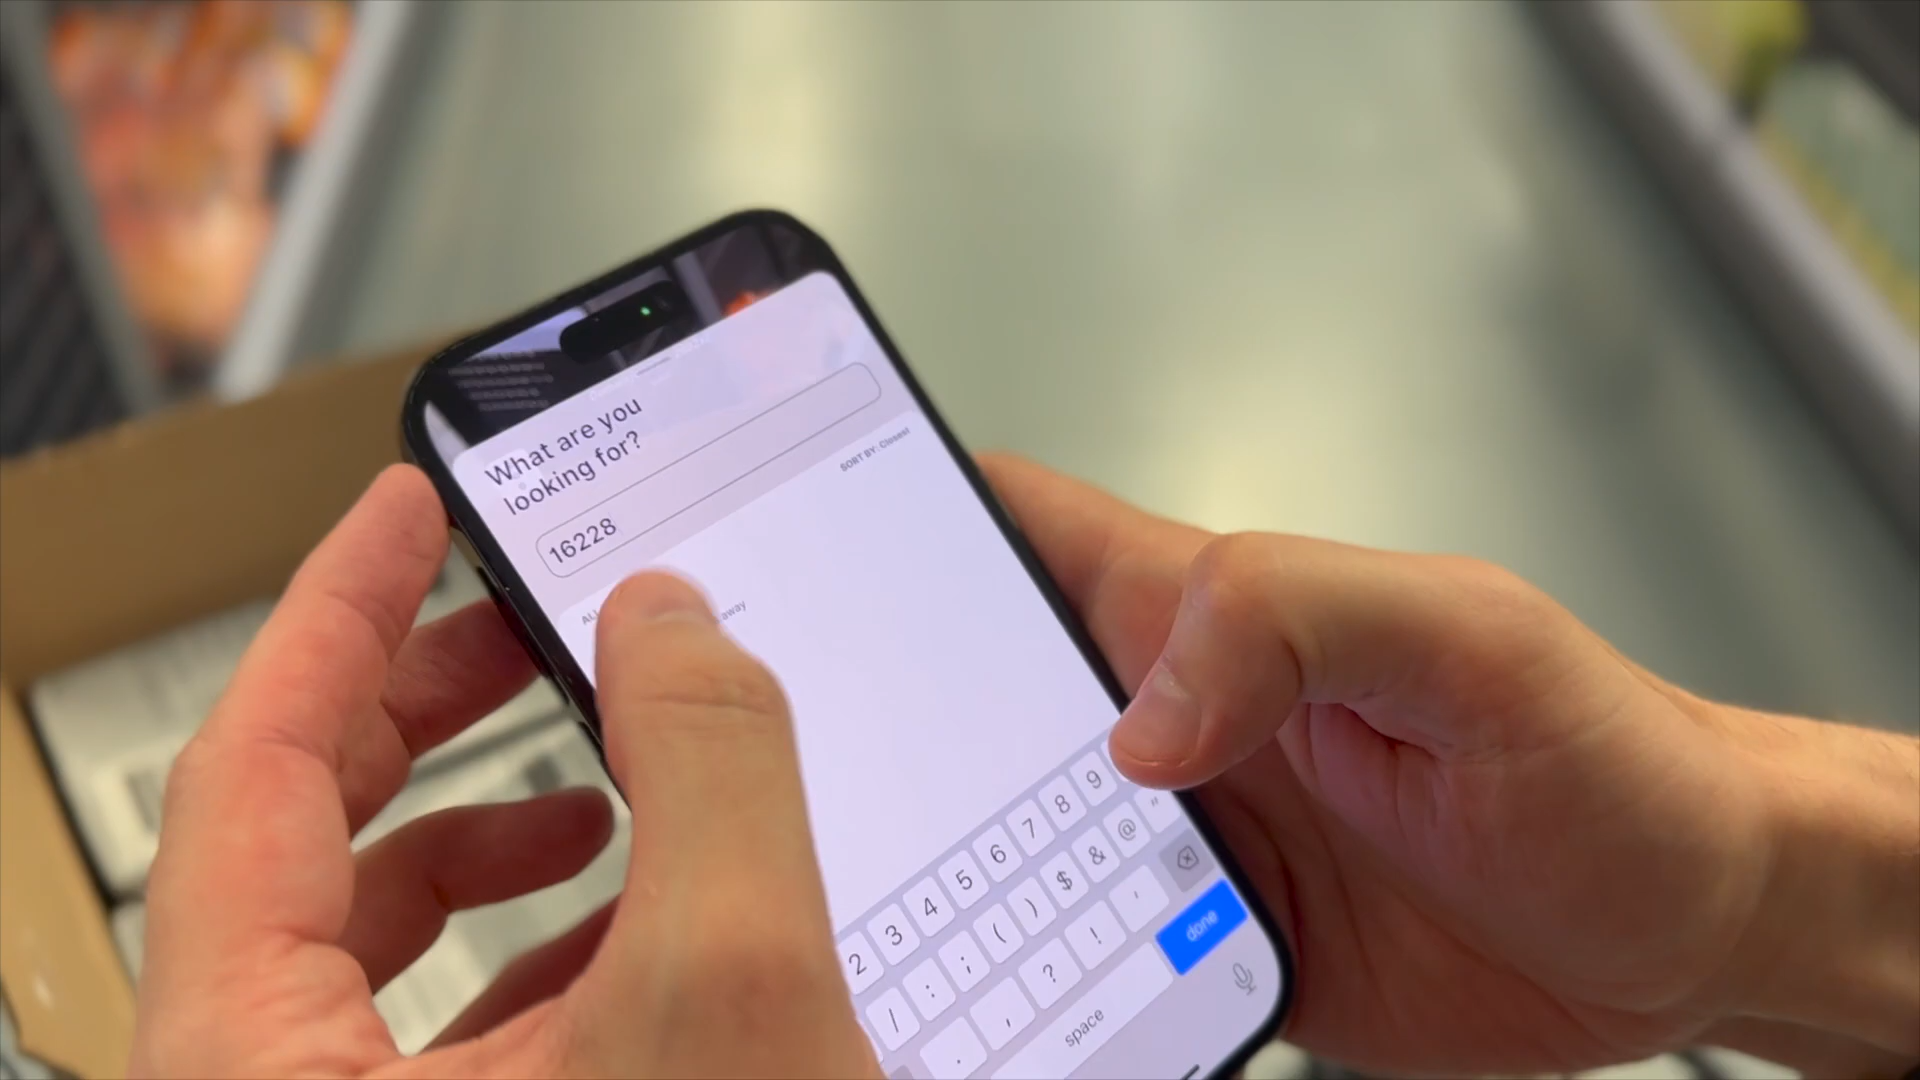 What are you
looking for?
16228
SORT BY: Closest
away
2 3 4 5 6 7 8 9
/ : ; ( ) $ & @ "
. , ? ! '
space done